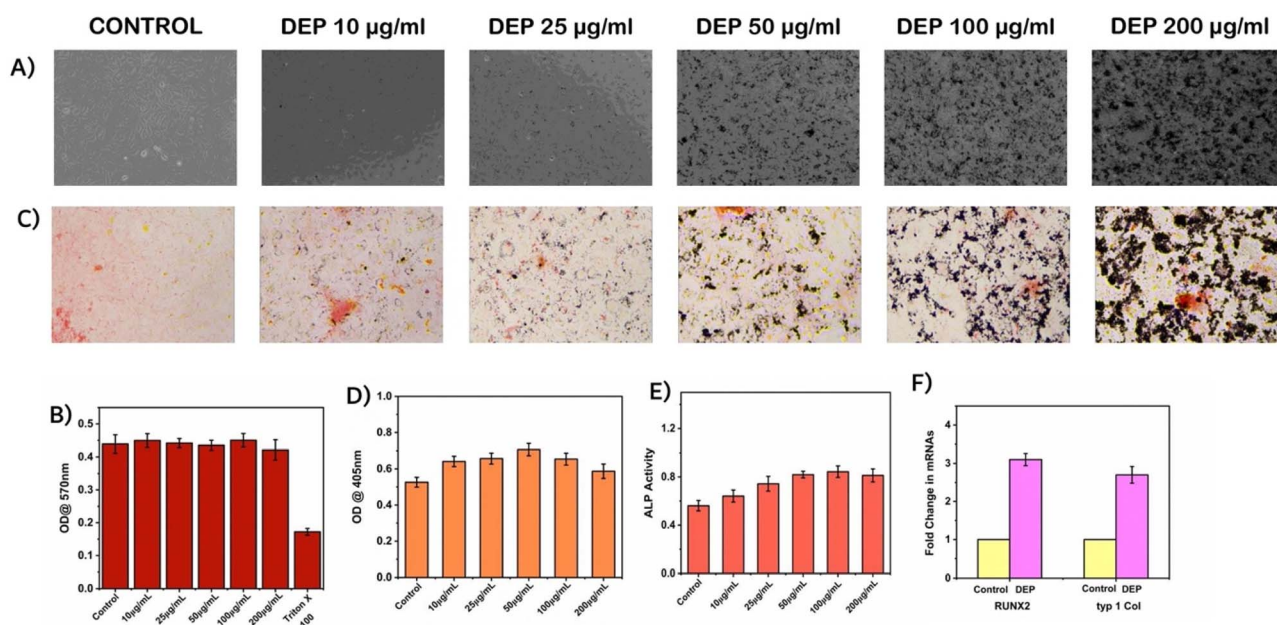 CONTROL DEP 10 µg/ml DEP 25 µg/ml DEP 50 µg/ml DEP 100 µg/ml DEP 200 µg/ml
A)
C)
B)
OD@ 570nm
0.5
0.4
0.3
0.2
0.1
0.0
Control 10µg/mL 25µg/mL 50µg/mL 100µg/mL 200µg/mL Triton X 100
D)
OD @ 405nm
1.0
0.8
0.6
0.4
0.2
0.0
Control 10µg/mL 25µg/mL 50µg/mL 100µg/mL 200µg/mL
E)
ALP Activity
1.2
0.8
0.4
0.0
Control 10µg/mL 25µg/mL 50µg/mL 100µg/mL 200µg/mL
F)
Fold Change in mRNAs
4
3
2
1
0
Control DEP Control DEP
RUNX2 typ 1 Col